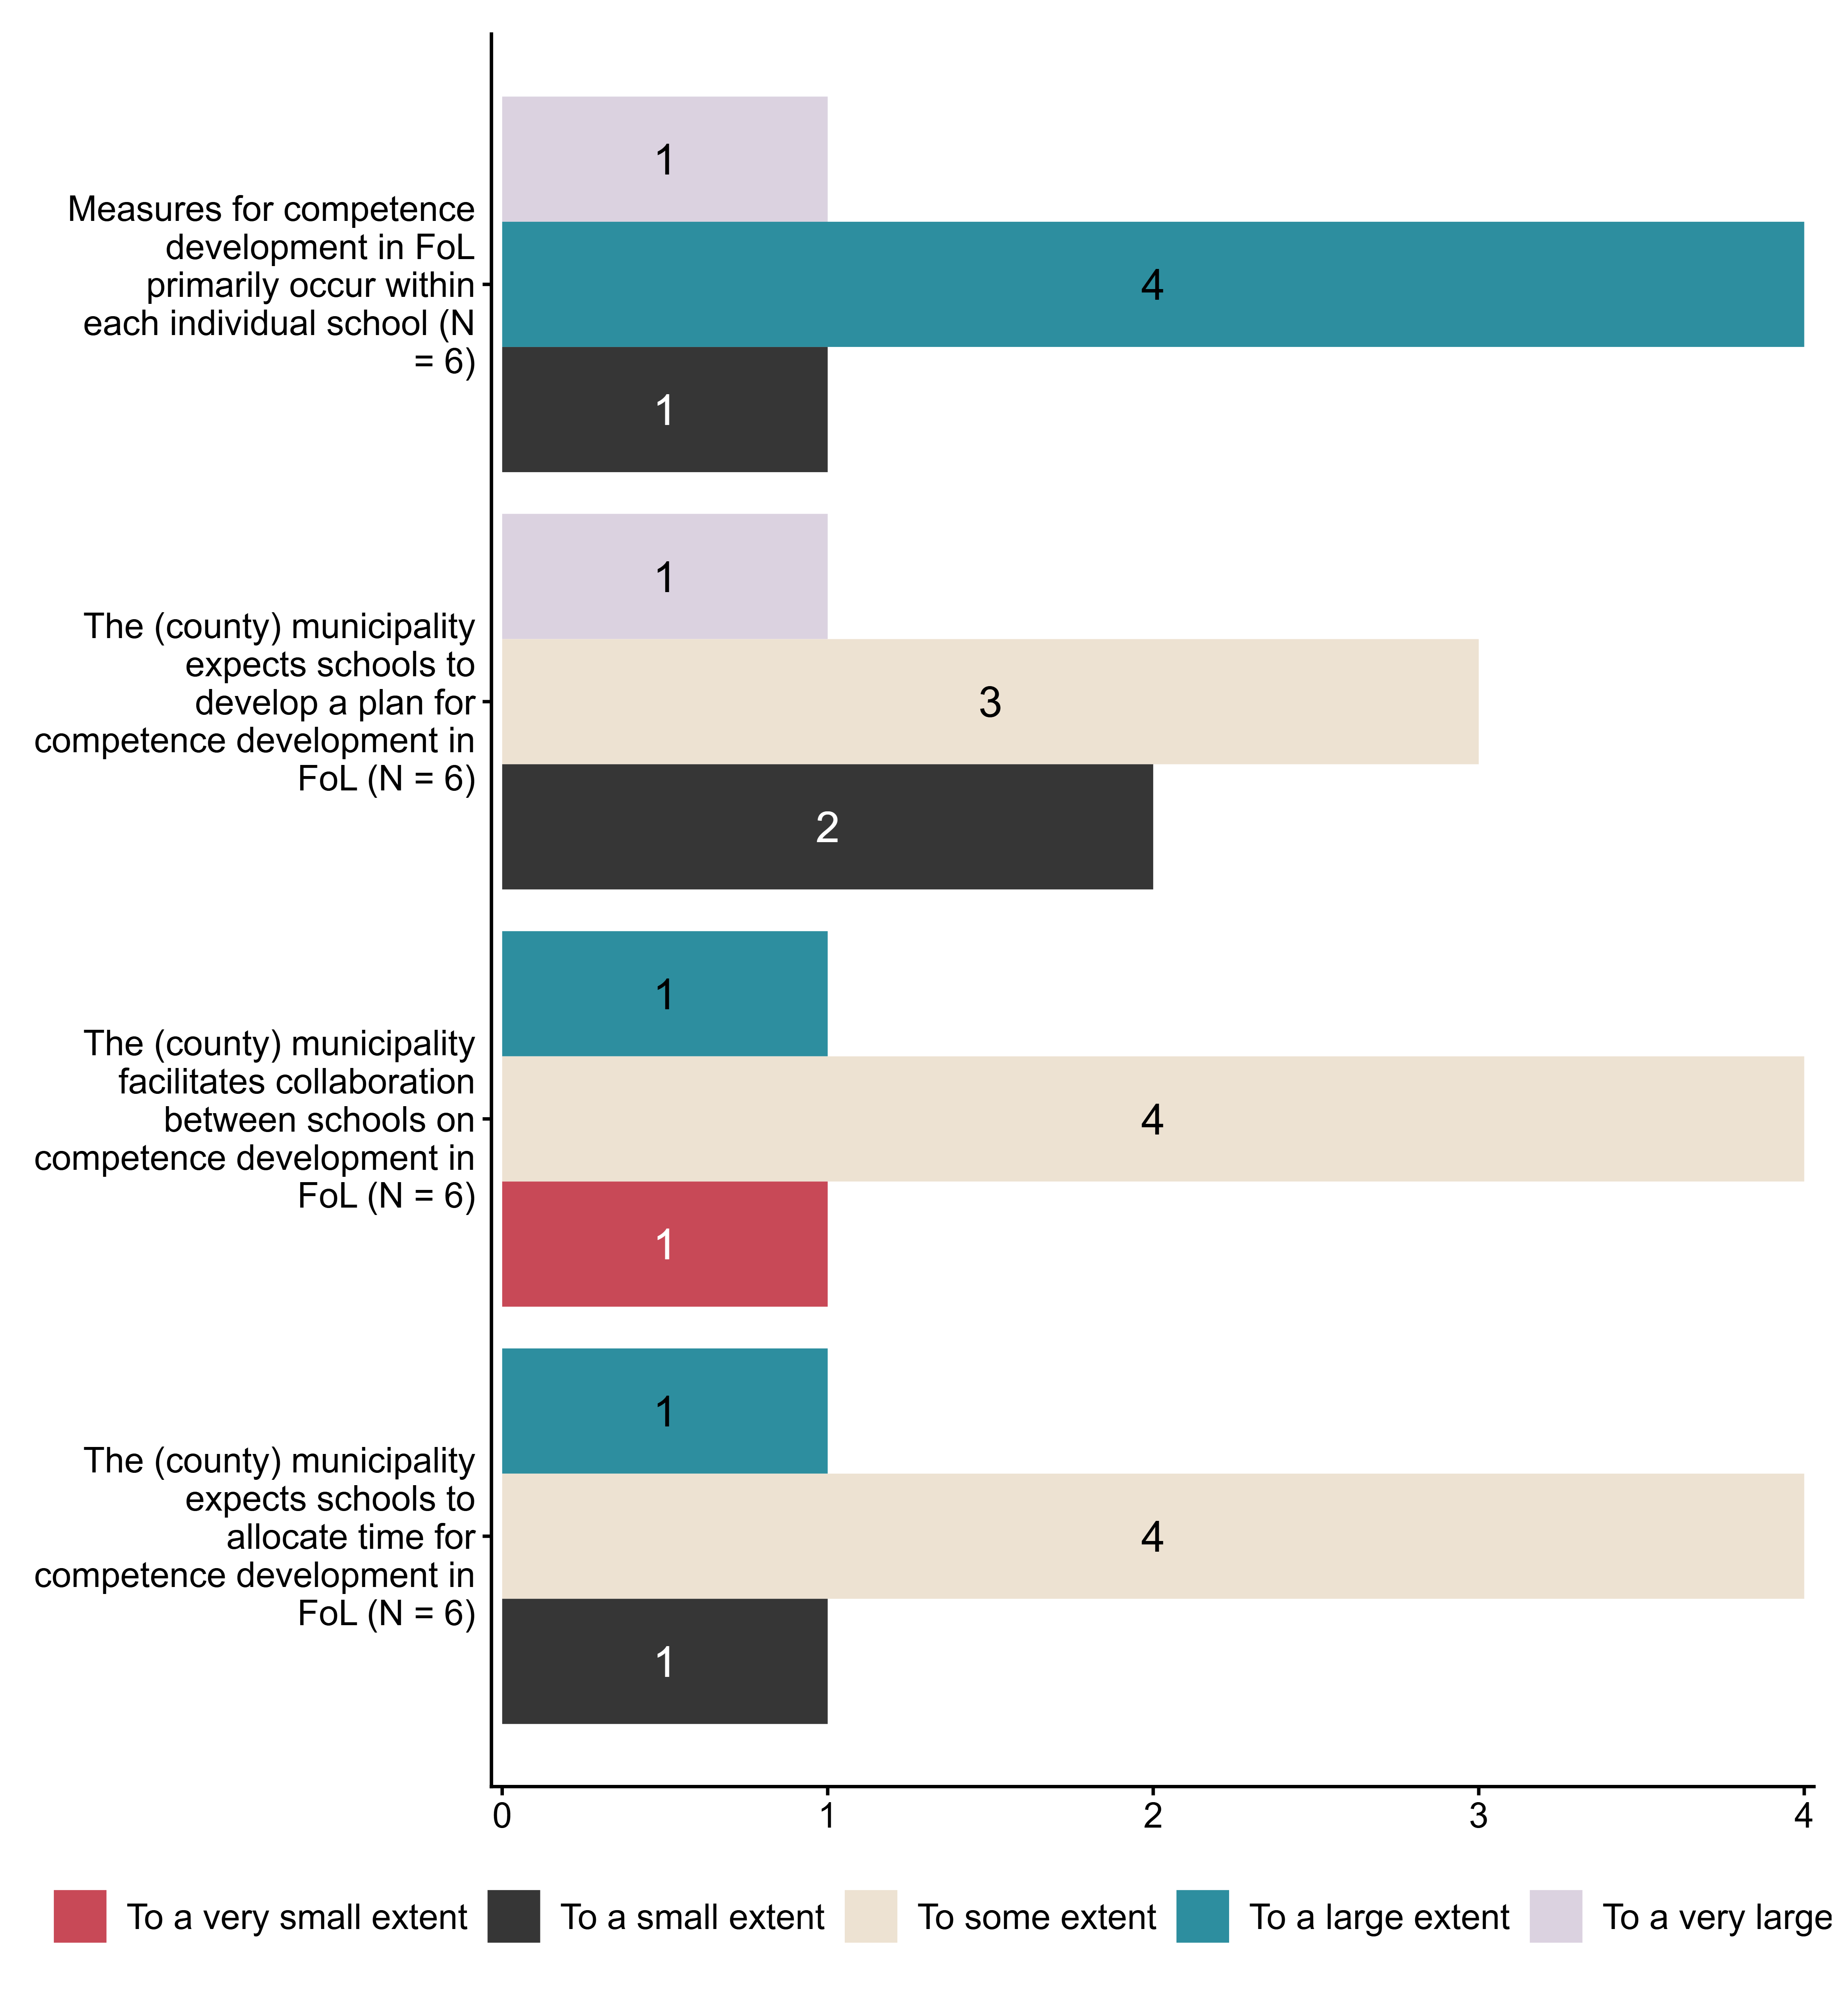 1
Measures for competence
development in FoL
primarily occur within
each individual school (N
= 6)
4
1
1
The (county) municipality
expects schools to
develop a plan for
competence development in
FoL (N = 6)
3
2
1
The (county) municipality
facilitates collaboration
between schools on
competence development in
FoL (N = 6)
4
1
1
The (county) municipality
expects schools to
allocate time for
competence development in
FoL (N = 6)
4
1
0 1 2 3 4
To a very small extent To a small extent To some extent To a large extent To a very large